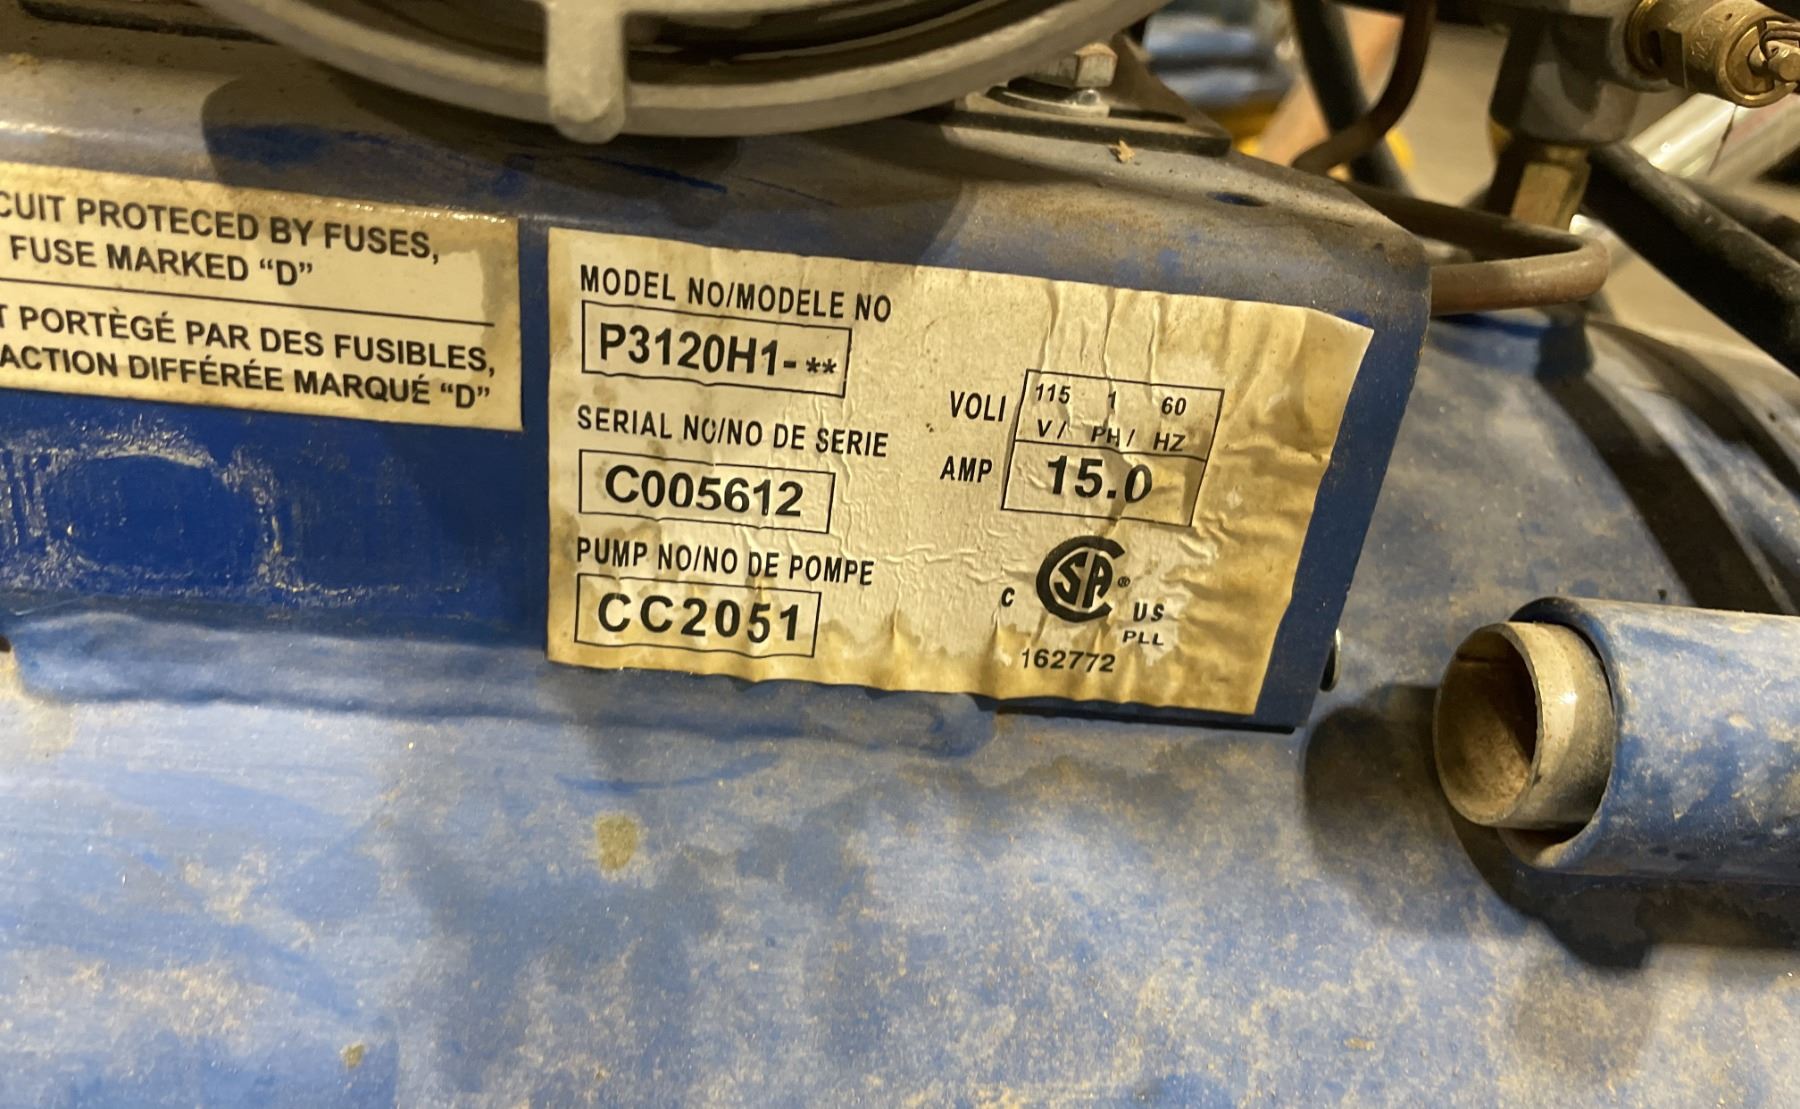 CUIT PROTECED BY FUSES,
FUSE MARKED “D”
T PORTÈGÉ PAR DES FUSIBLES,
ACTION DIFFÉRÉE MARQUÉ “D”
MODEL NO/MODELE NO
P3120H1-**
SERIAL NO/NO DE SERIE
C005612
PUMP NO/NO DE POMPE
CC2051
VOLI 115 1 60
V/ PH/ HZ
AMP 15.0
C SA® US
PLL
162772